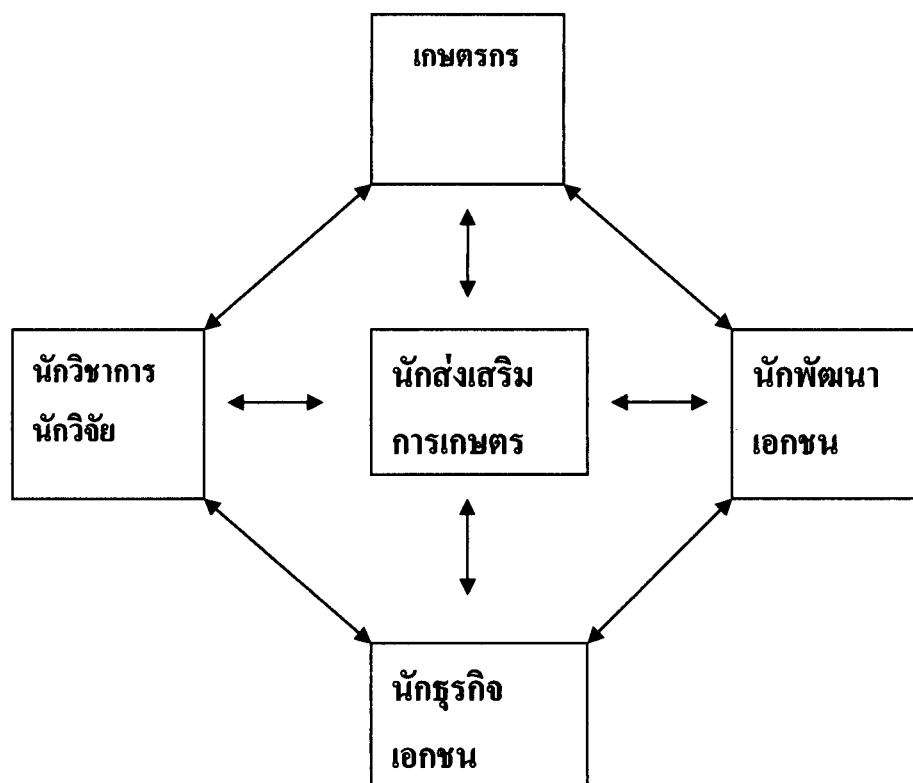 เกษตรกร
นักวิชาการ
นักวิจัย
นักส่งเสริม
การเกษตร
นักพัฒนา
เอกชน
นักธุรกิจ
เอกชน